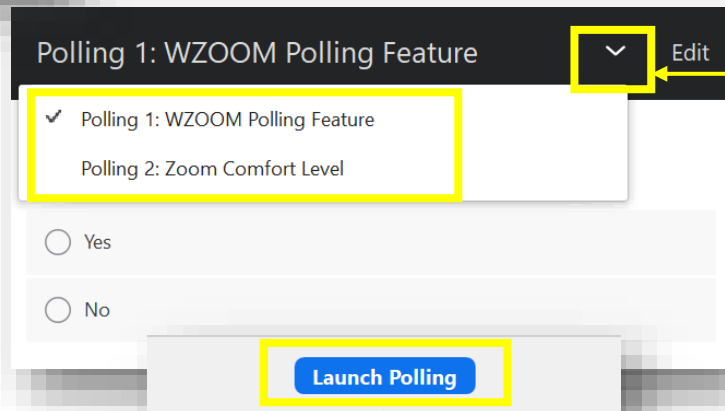 Polling 1: WZOOM Polling Feature Edit
Polling 1: WZOOM Polling Feature
Polling 2: Zoom Comfort Level
Yes
No
Launch Polling